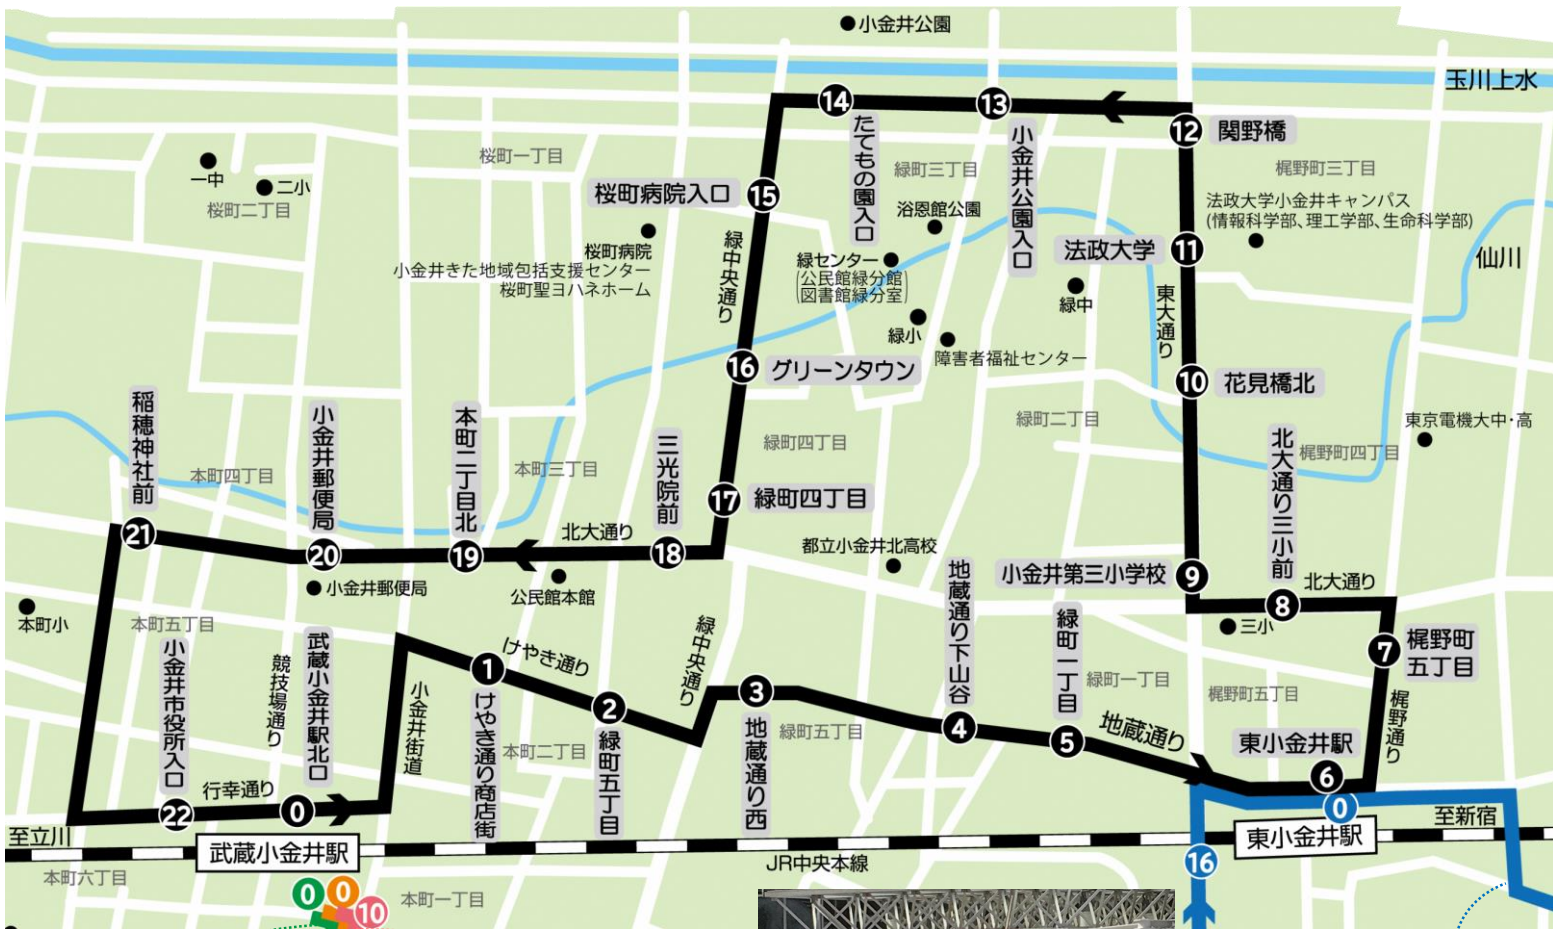 小金井公園
玉川上水
14
13
12
関野橋
たてもの園入口
小金井公園入口
桜町一丁目
緑町三丁目
梶野町三丁目
一中
二小
桜町二丁目
桜町病院入口
15
浴恩館公園
法政大学小金井キャンパス
(情報科学部、理工学部、生命科学部)
桜町病院
小金井きた地域包括支援センター
桜町聖ヨハネホーム
緑中央通り
緑センター
(公民館緑分館)
(図書館緑分室)
法政大学
11
仙川
緑中
東大通り
緑小
障害者福祉センター
16
グリーンタウン
10
花見橋北
稲穂神社前
小金井郵便局
本町二丁目北
三光院前
緑町二丁目
緑町四丁目
北大通り三小前
東京電機大中・高
梶野町四丁目
本町四丁目
本町三丁目
17
緑町四丁目
21
20
19
北大通り
18
都立小金井北高校
地蔵通り下山谷
小金井第三小学校
9
小金井郵便局
公民館本館
緑町一丁目
8
北大通り
三小
本町小
本町五丁目
小金井市役所入口
競技場通り
武蔵小金井駅北口
小金井街道
1
けやき通り
けやき通り商店街
緑中央通り
7
梶野町
五丁目
緑町一丁目
梶野町五丁目
梶野通り
2
緑町五丁目
3
地蔵通り西
緑町五丁目
4
5
地蔵通り
東小金井駅
6
本町二丁目
行幸通り
22
0
0
至立川
武蔵小金井駅
JR中央本線
東小金井駅
至新宿
16
本町六丁目
0
0
10
本町一丁目